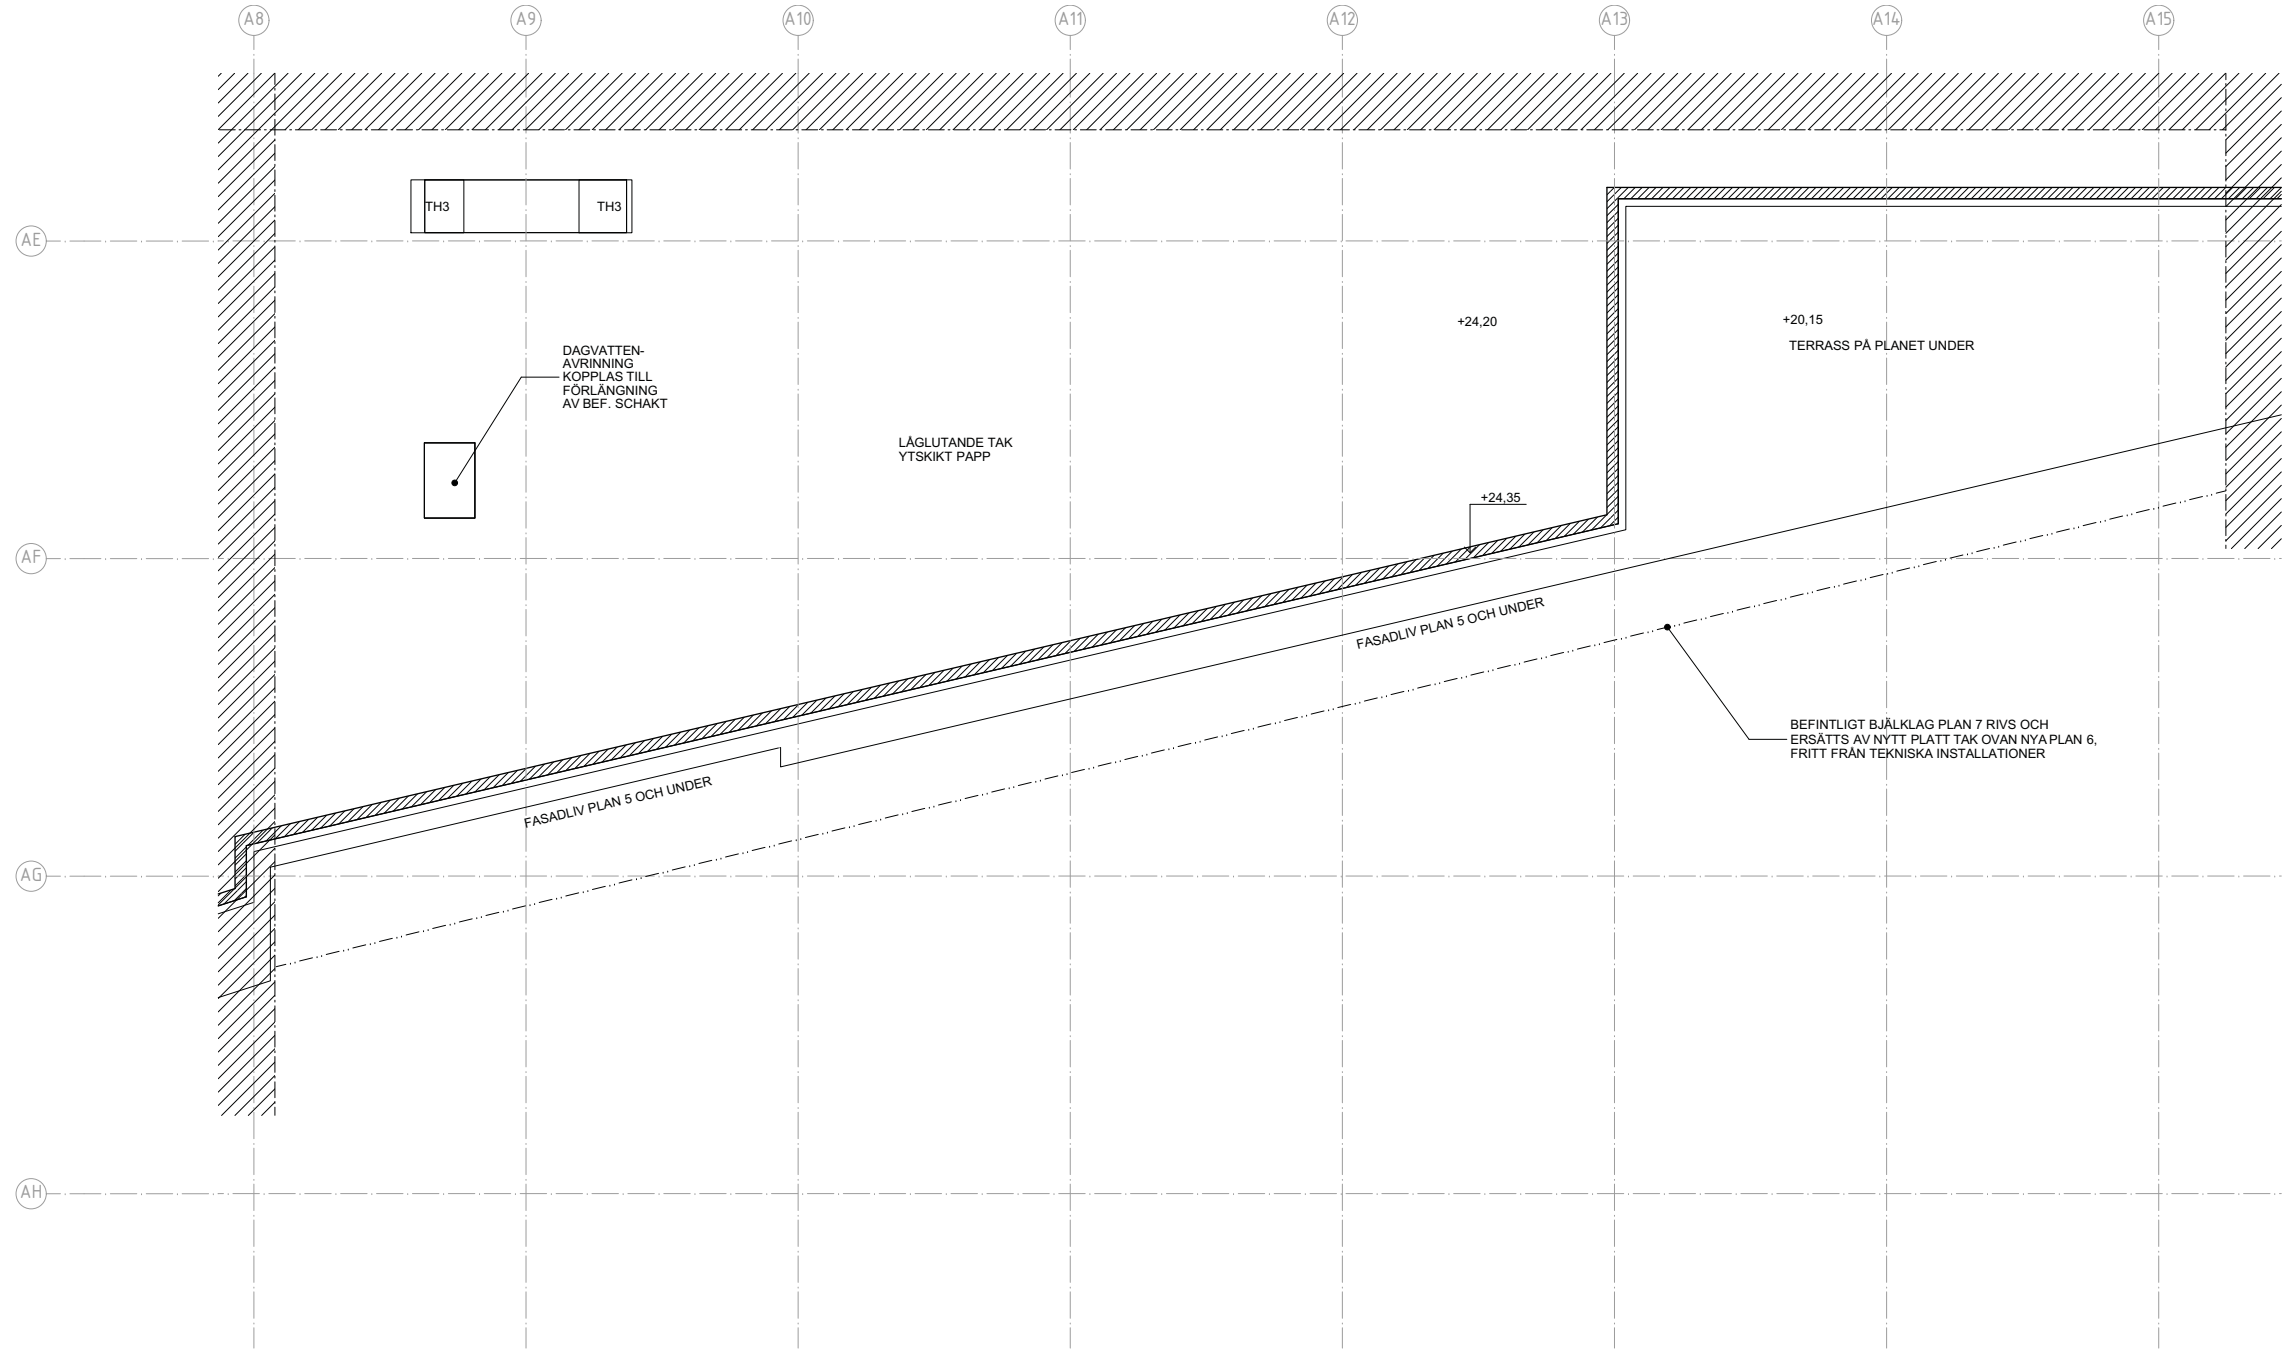 A8
A9
A10
A11
A12
A13
A14
A15
TH3
TH3
AE
+24,20
+20,15
TERRASS PÅ PLANET UNDER
DAGVATTEN-
AVRINNING
KOPPLAS TILL
FÖRLÄNGNING
AV BEF. SCHAKT
LÅGLUTANDE TAK
YTSKIKT PAPP
+24,35
AF
FASADLIV PLAN 5 OCH UNDER
BEFINTLIGT BJÄLKLAG PLAN 7 RIVS OCH
ERSÄTTS AV NYTT PLATT TAK OVAN NYA PLAN 6,
FRITT FRÅN TEKNISKA INSTALLATIONER
FASADLIV PLAN 5 OCH UNDER
AG
AH